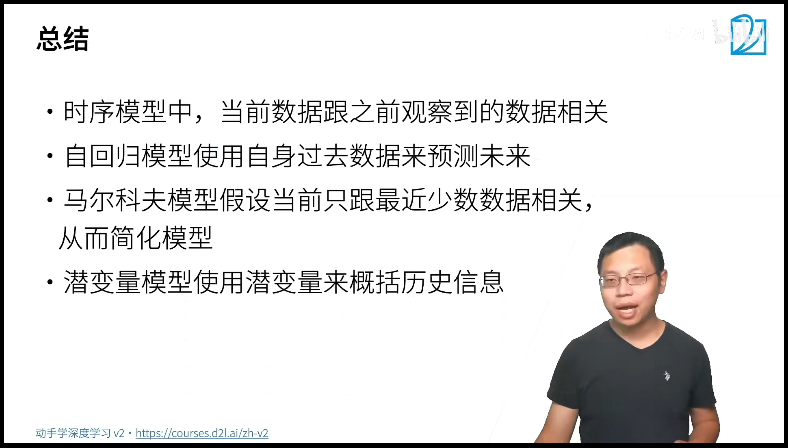 总结
• 时序模型中，当前数据跟之前观察到的数据相关
• 自回归模型使用自身过去数据来预测未来
• 马尔科夫模型假设当前只跟最近少数数据相关，
从而简化模型
• 潜变量模型使用潜变量来概括历史信息
动手学深度学习 v2 • https://courses.d2l.ai/zh-v2